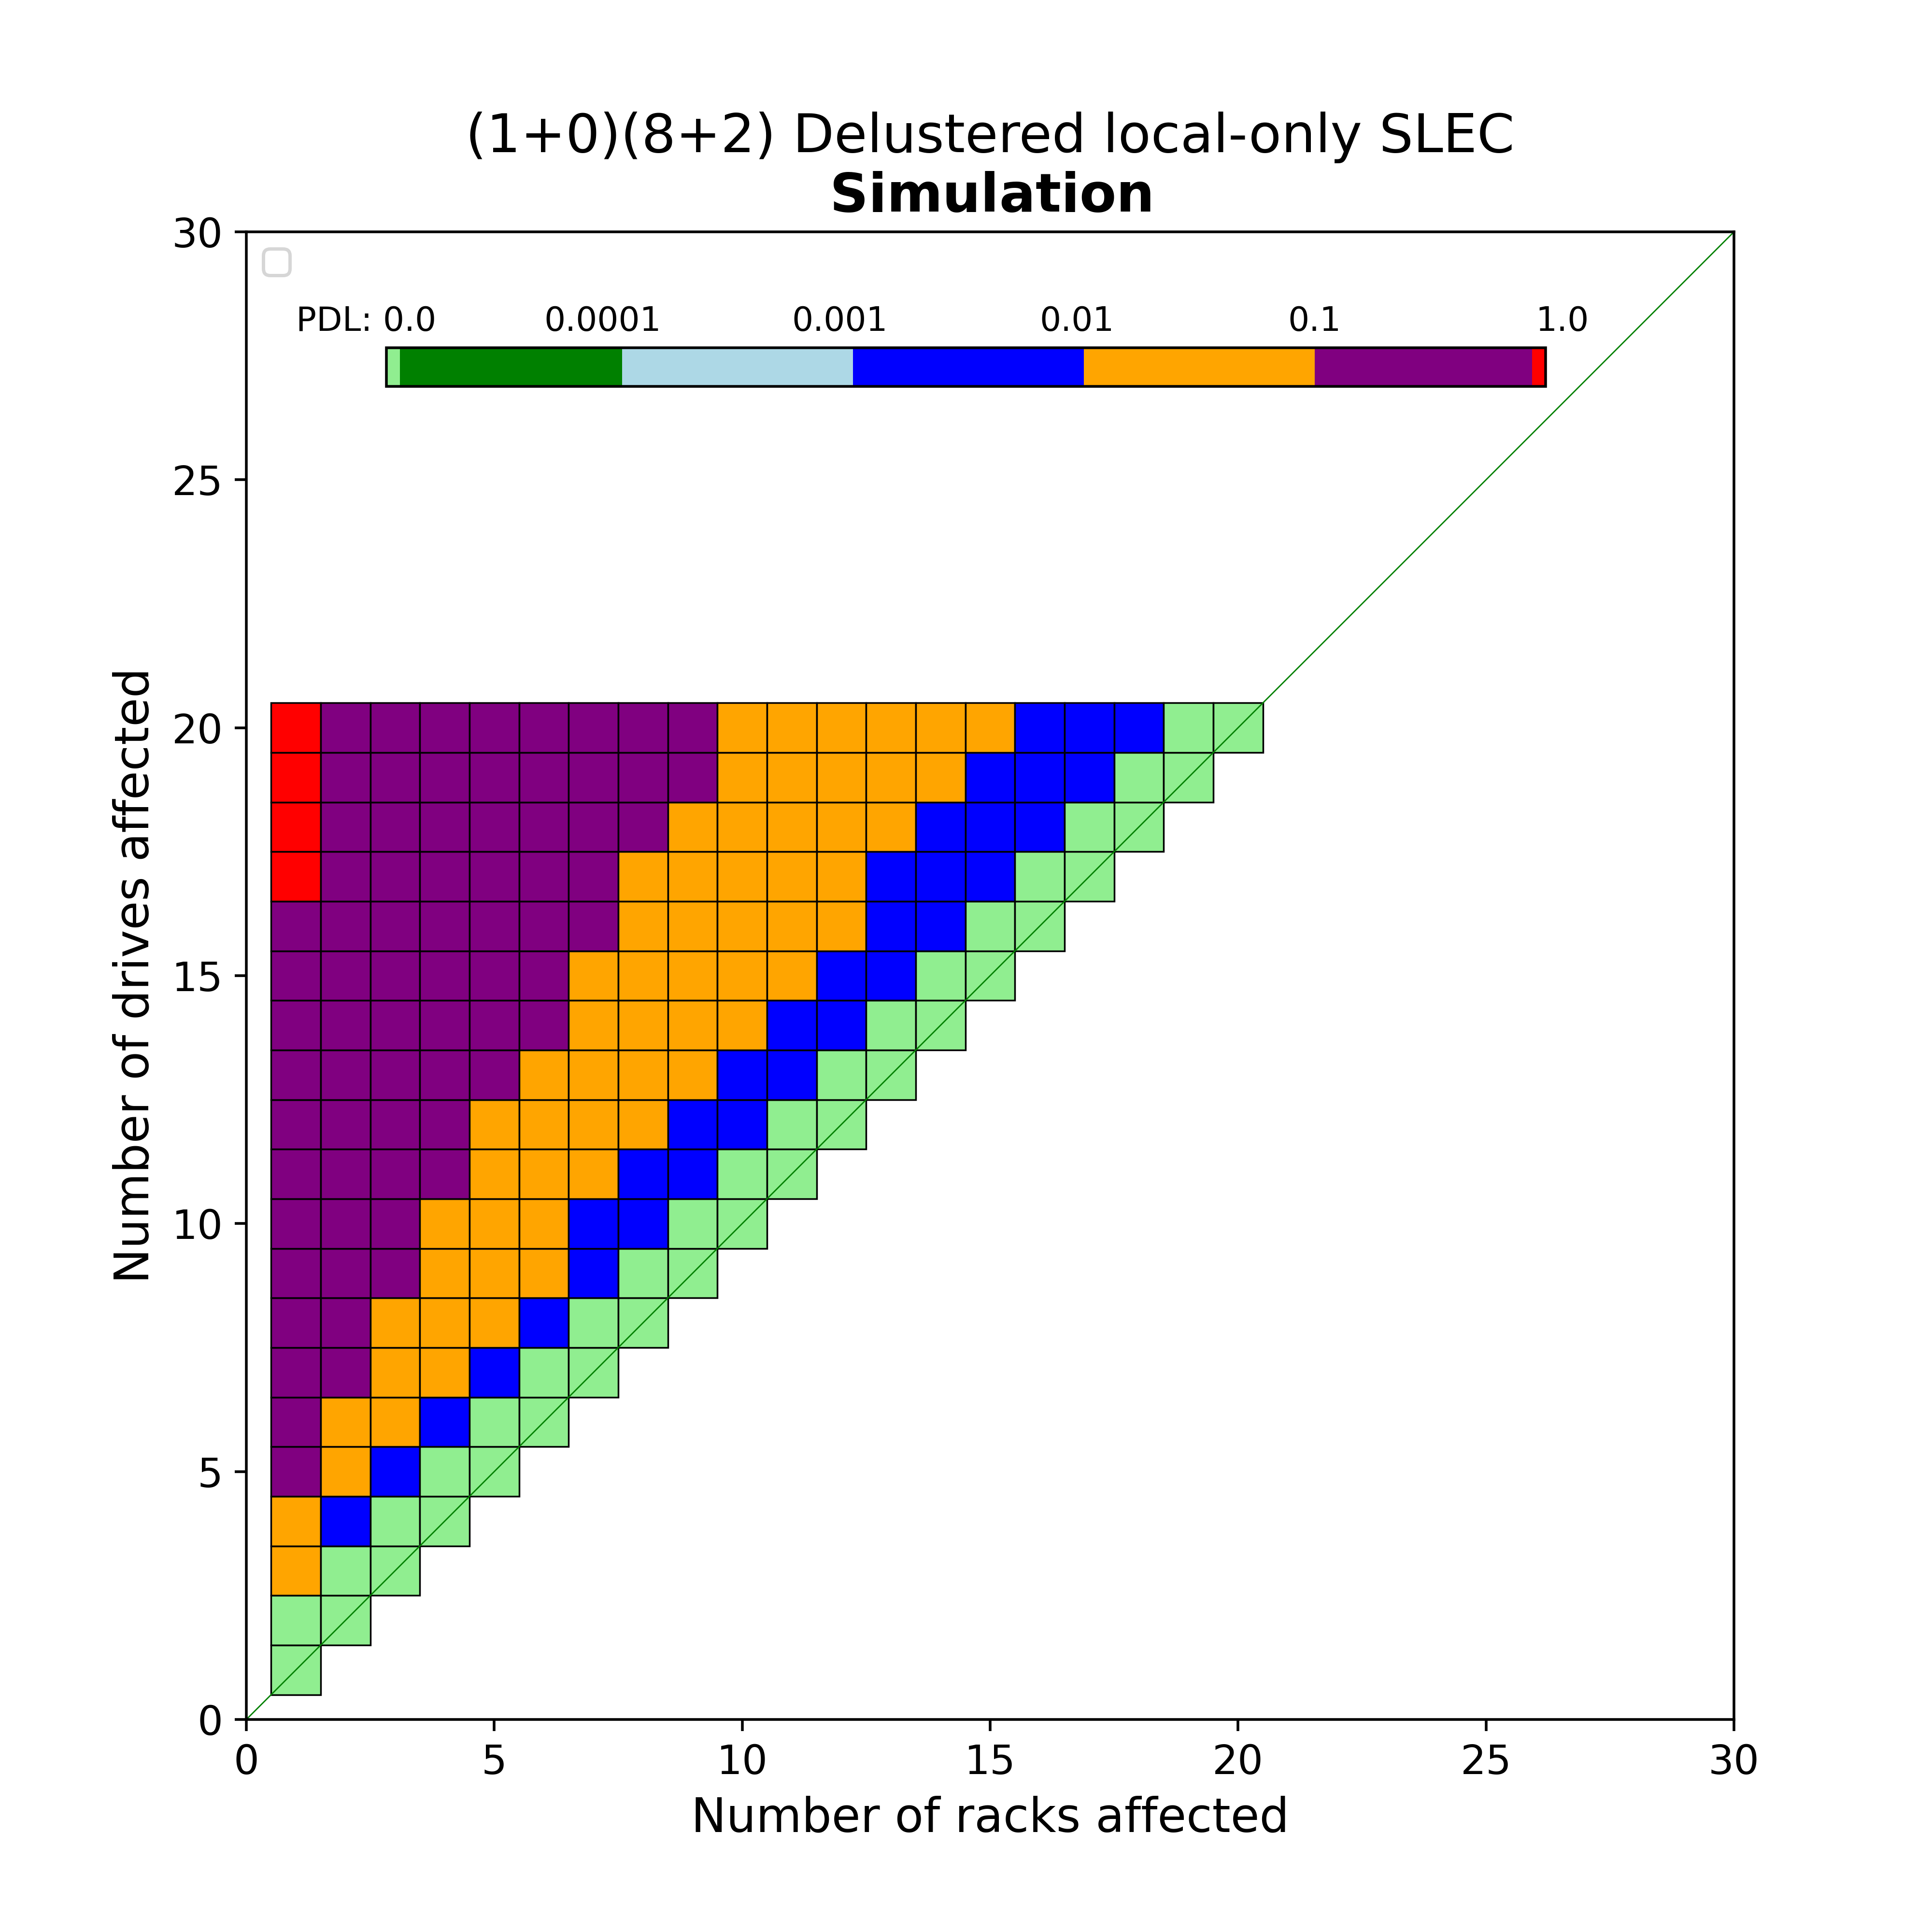 (1+0)(8+2) Delustered local-only SLEC
Simulation
30
PDL: 0.0 0.0001 0.001 0.01 0.1 1.0
25
20
15
10
5
0
Number of drives affected
0 5 10 15 20 25 30
Number of racks affected